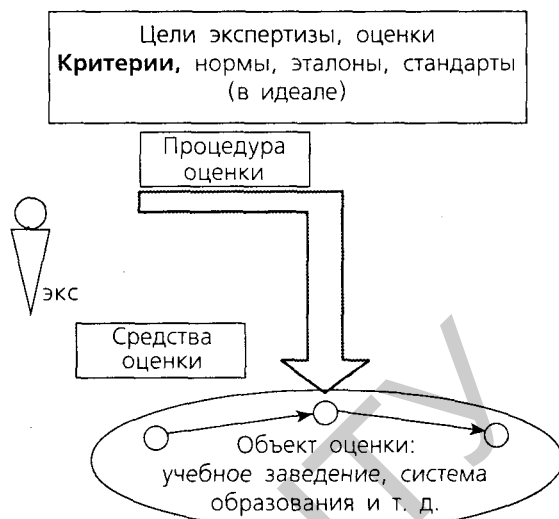 Цели экспертизы, оценки
Критерии, нормы, эталоны, стандарты
(в идеале)
Процедура
оценки
экс
Средства
оценки
Объект оценки:
учебное заведение, система
образования и т. д.